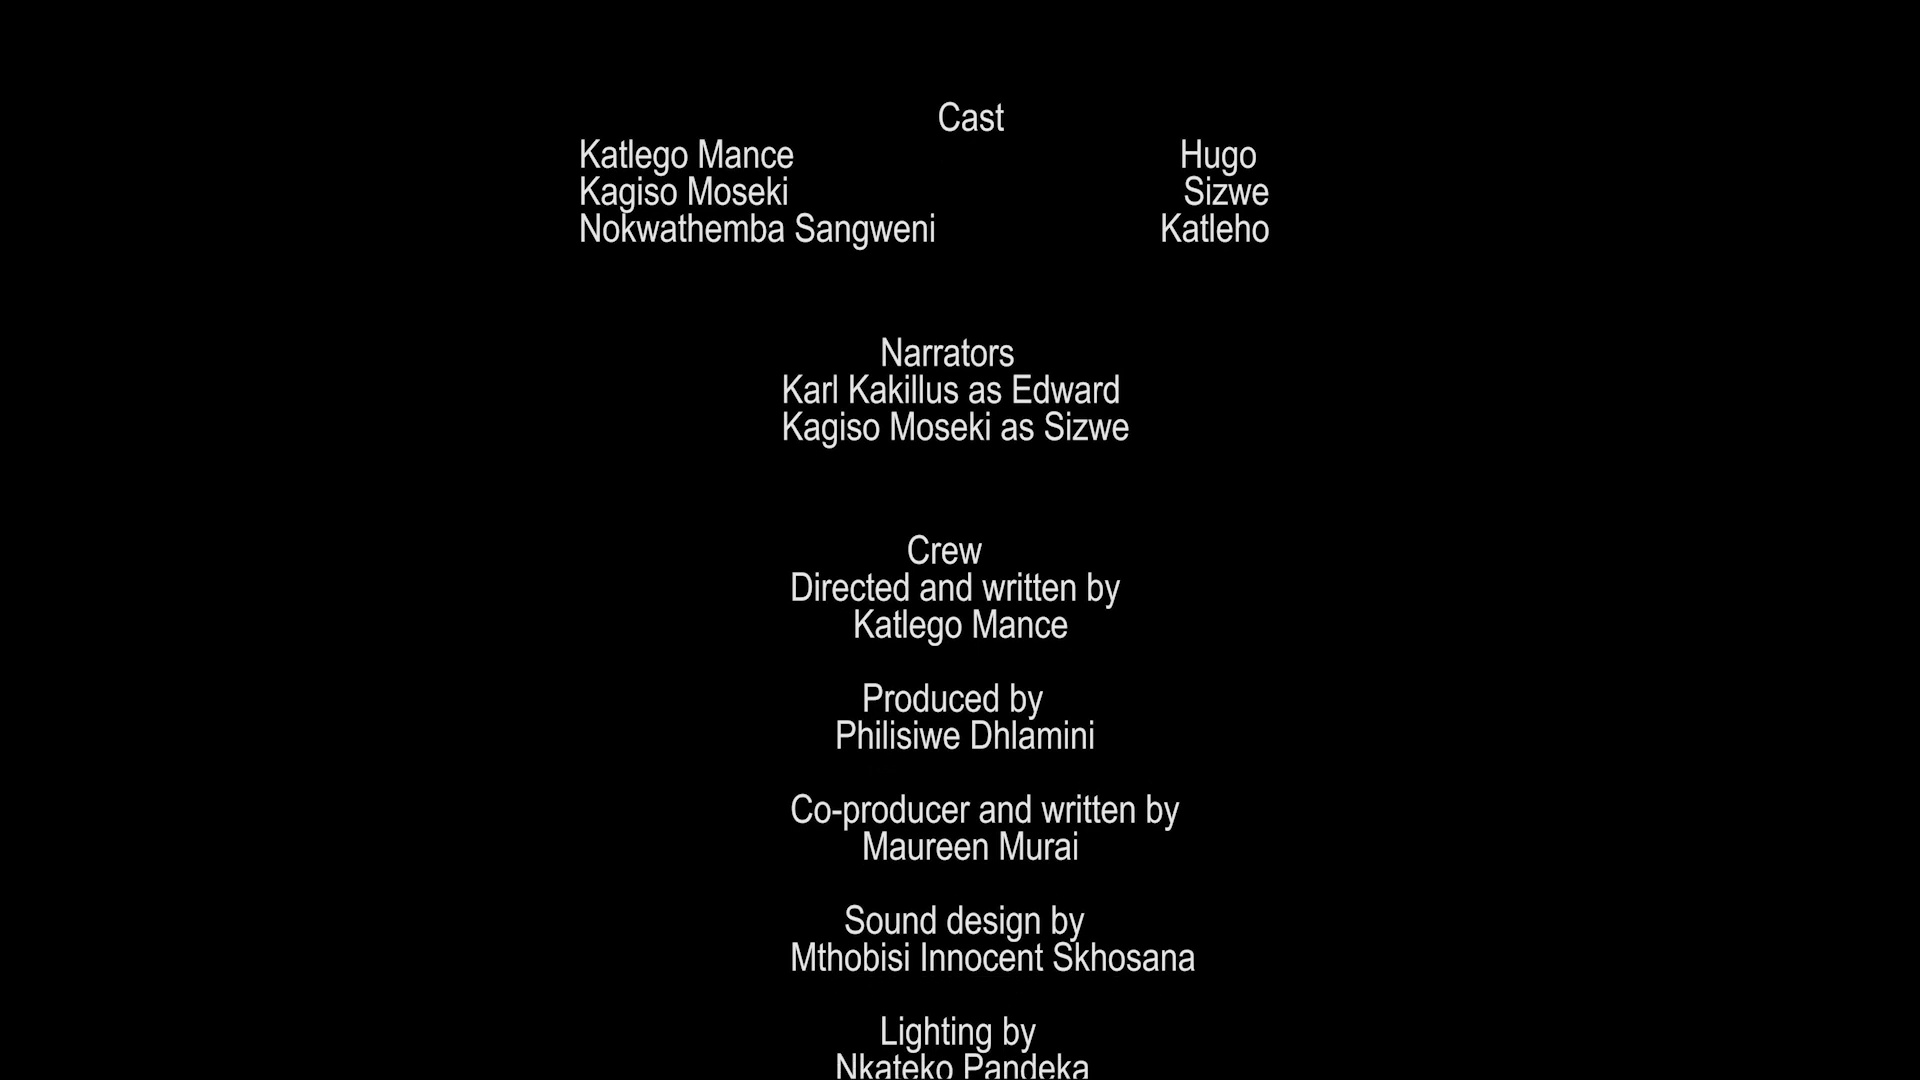 Cast
Katlego Mance Hugo
Kagiso Moseki Sizwe
Nokwathemba Sangweni Katleho
Narrators
Karl Kakillus as Edward
Kagiso Moseki as Sizwe
Crew
Directed and written by
Katlego Mance
Produced by
Philisiwe Dhlamini
Co-producer and written by
Maureen Murai
Sound design by
Mthobisi Innocent Skhosana
Lighting by
Nkateko Pandeka